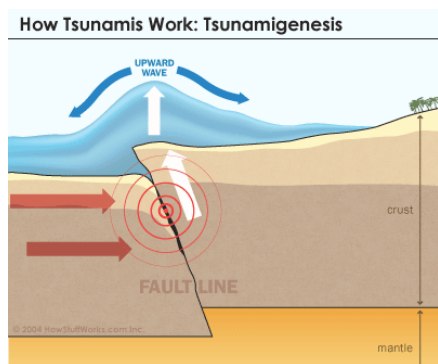 How Tsunamis Work: Tsunamigenesis
UPWARD
WAVE
crust
FAULT LINE
© 2004 HowStuffWorks.com Inc.
mantle